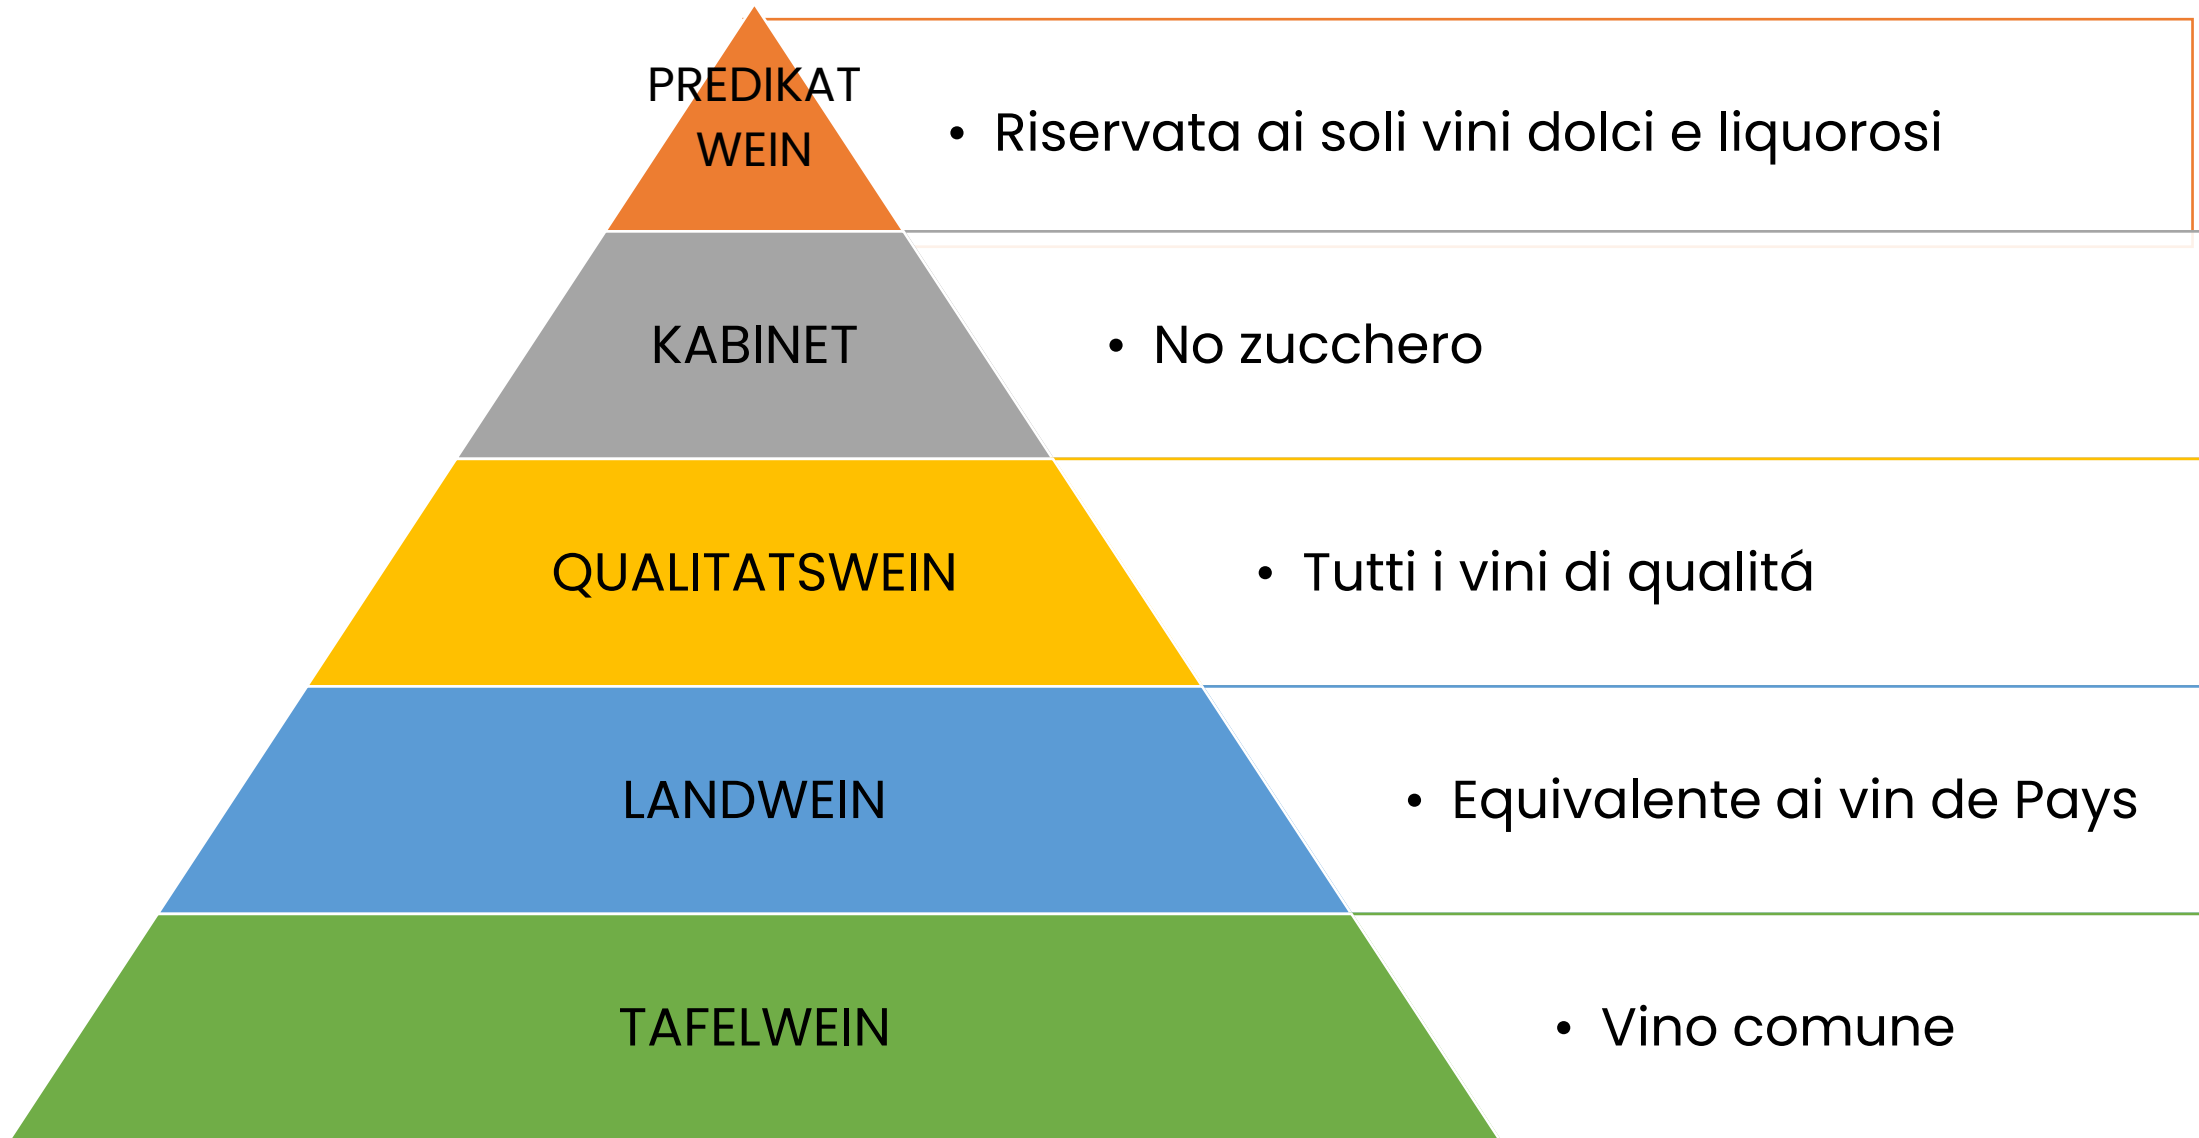 PREDIKAT
WEIN
• Riservata ai soli vini dolci e liquorosi
KABINET
• No zucchero
QUALITATSWEIN
• Tutti i vini di qualitá
LANDWEIN
• Equivalente ai vin de Pays
TAFELWEIN
• Vino comune